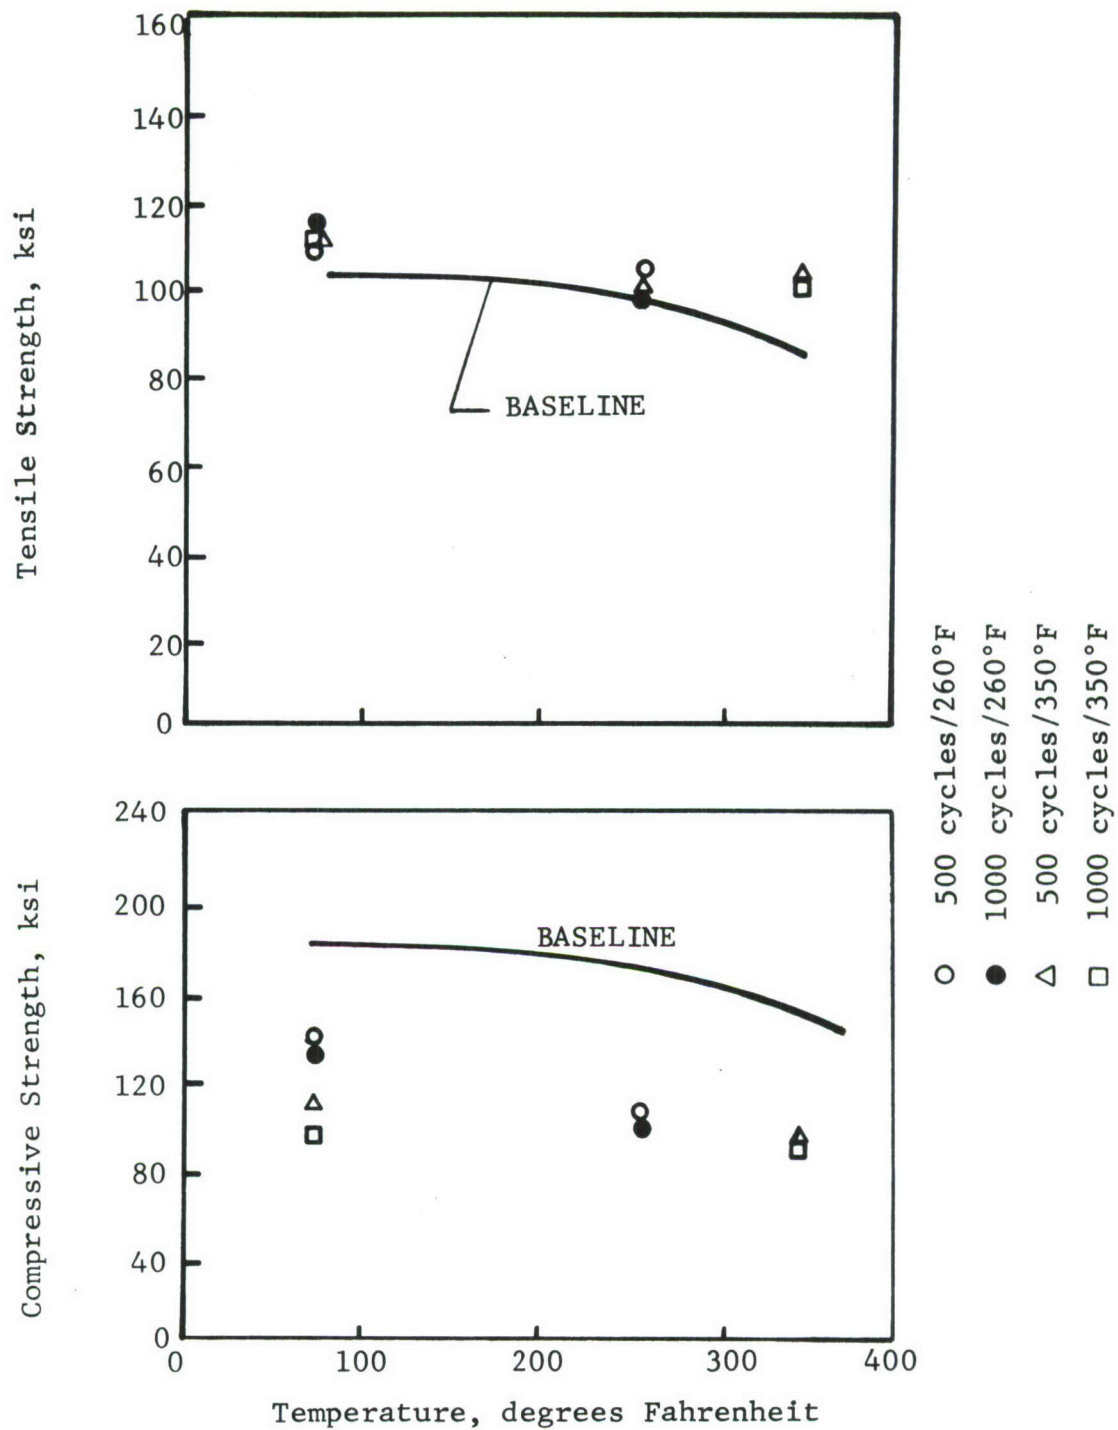 160
140
120
100
80
60
40
20
0
Tensile Strength, ksi
BASELINE
240
200
160
120
80
40
0
Compressive Strength, ksi
BASELINE
0 100 200 300 400
Temperature, degrees Fahrenheit
500 cycles/260°F
1000 cycles/260°F
500 cycles/350°F
1000 cycles/350°F